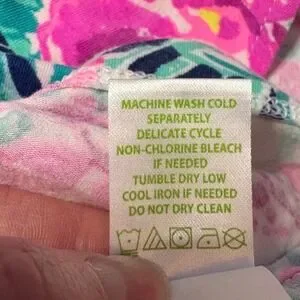 MACHINE WASH COLD
SEPARATELY
DELICATE CYCLE
NON-CHLORINE BLEACH
IF NEEDED
TUMBLE DRY LOW
COOL IRON IF NEEDED
DO NOT DRY CLEAN